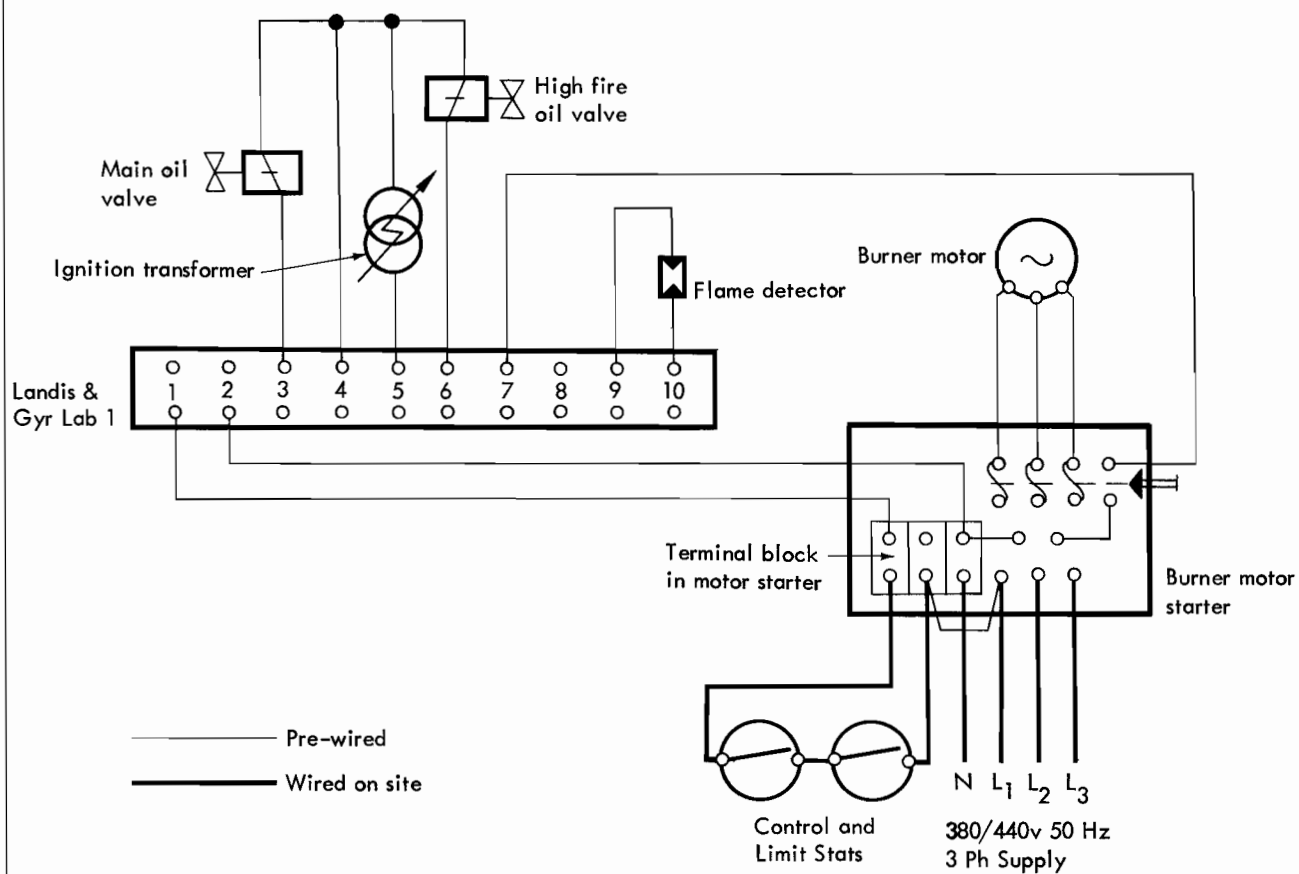 High fire
oil valve
Main oil
valve
Ignition transformer
Burner motor
Flame detector
Landis &
Gyr Lab 1
1 2 3 4 5 6 7 8 9 10
Terminal block
in motor starter
Burner motor
starter
Pre-wired
Wired on site
N L1 L2 L3
Control and
Limit Stats
380/440v 50 Hz
3 Ph Supply